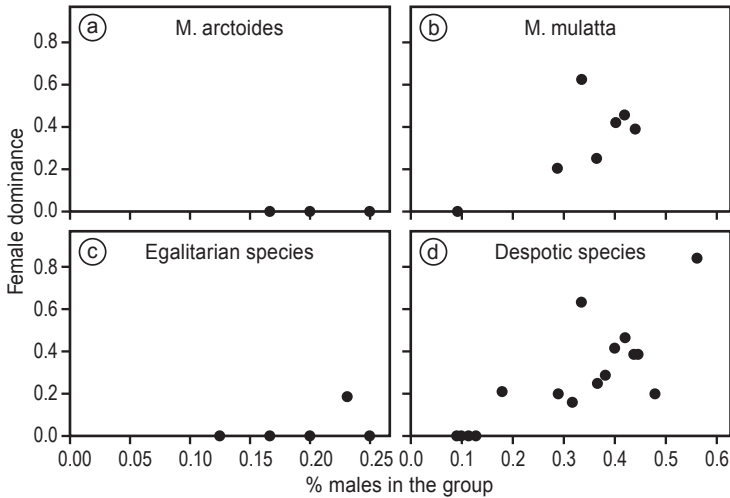 a M. arctoides
b M. mulatta
0.8
0.6
0.4
0.2
0.0
c Egalitarian species
d Despotic species
0.8
0.6
0.4
0.2
0.0
0.00 0.05 0.10 0.15 0.20 0.25
0.0 0.1 0.2 0.3 0.4 0.5 0.6
Female dominance
% males in the group